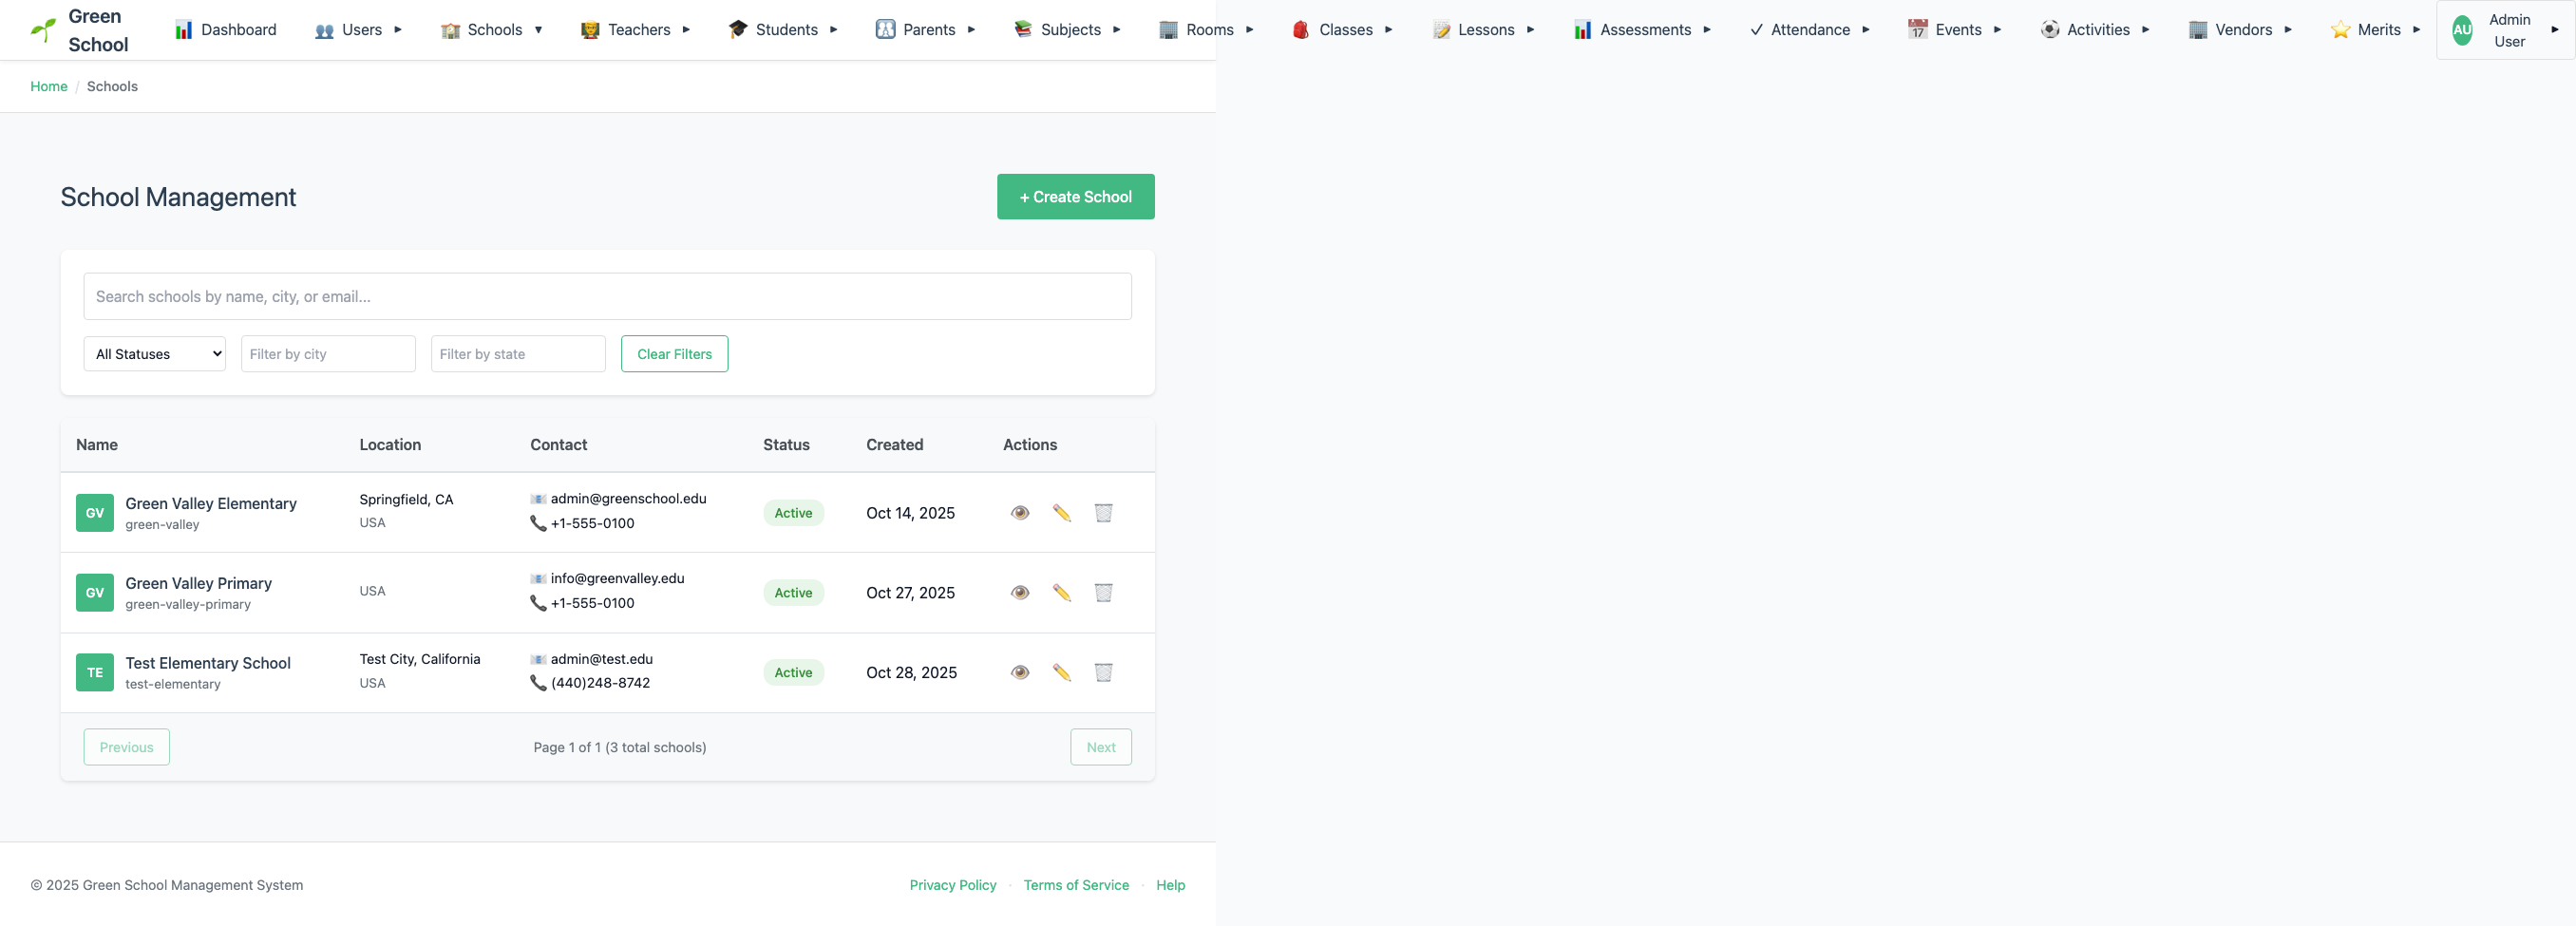 Green School
Dashboard
Users
Schools
Teachers
Students
Parents
Subjects
Rooms
Classes
Lessons
Assessments
Attendance
Events
Activities
Vendors
Merits
AU
Admin User
Home / Schools
School Management
+ Create School
Search schools by name, city, or email...
All Statuses
Filter by city
Filter by state
Clear Filters
Name Location Contact Status Created Actions
GV
Green Valley Elementary
green-valley
Springfield, CA
USA
admin@greenschool.edu
+1-555-0100
Active
Oct 14, 2025
GV
Green Valley Primary
green-valley-primary
USA
info@greenvalley.edu
+1-555-0100
Active
Oct 27, 2025
TE
Test Elementary School
test-elementary
Test City, California
USA
admin@test.edu
(440)248-8742
Active
Oct 28, 2025
Previous
Page 1 of 1 (3 total schools)
Next
© 2025 Green School Management System
Privacy Policy · Terms of Service · Help